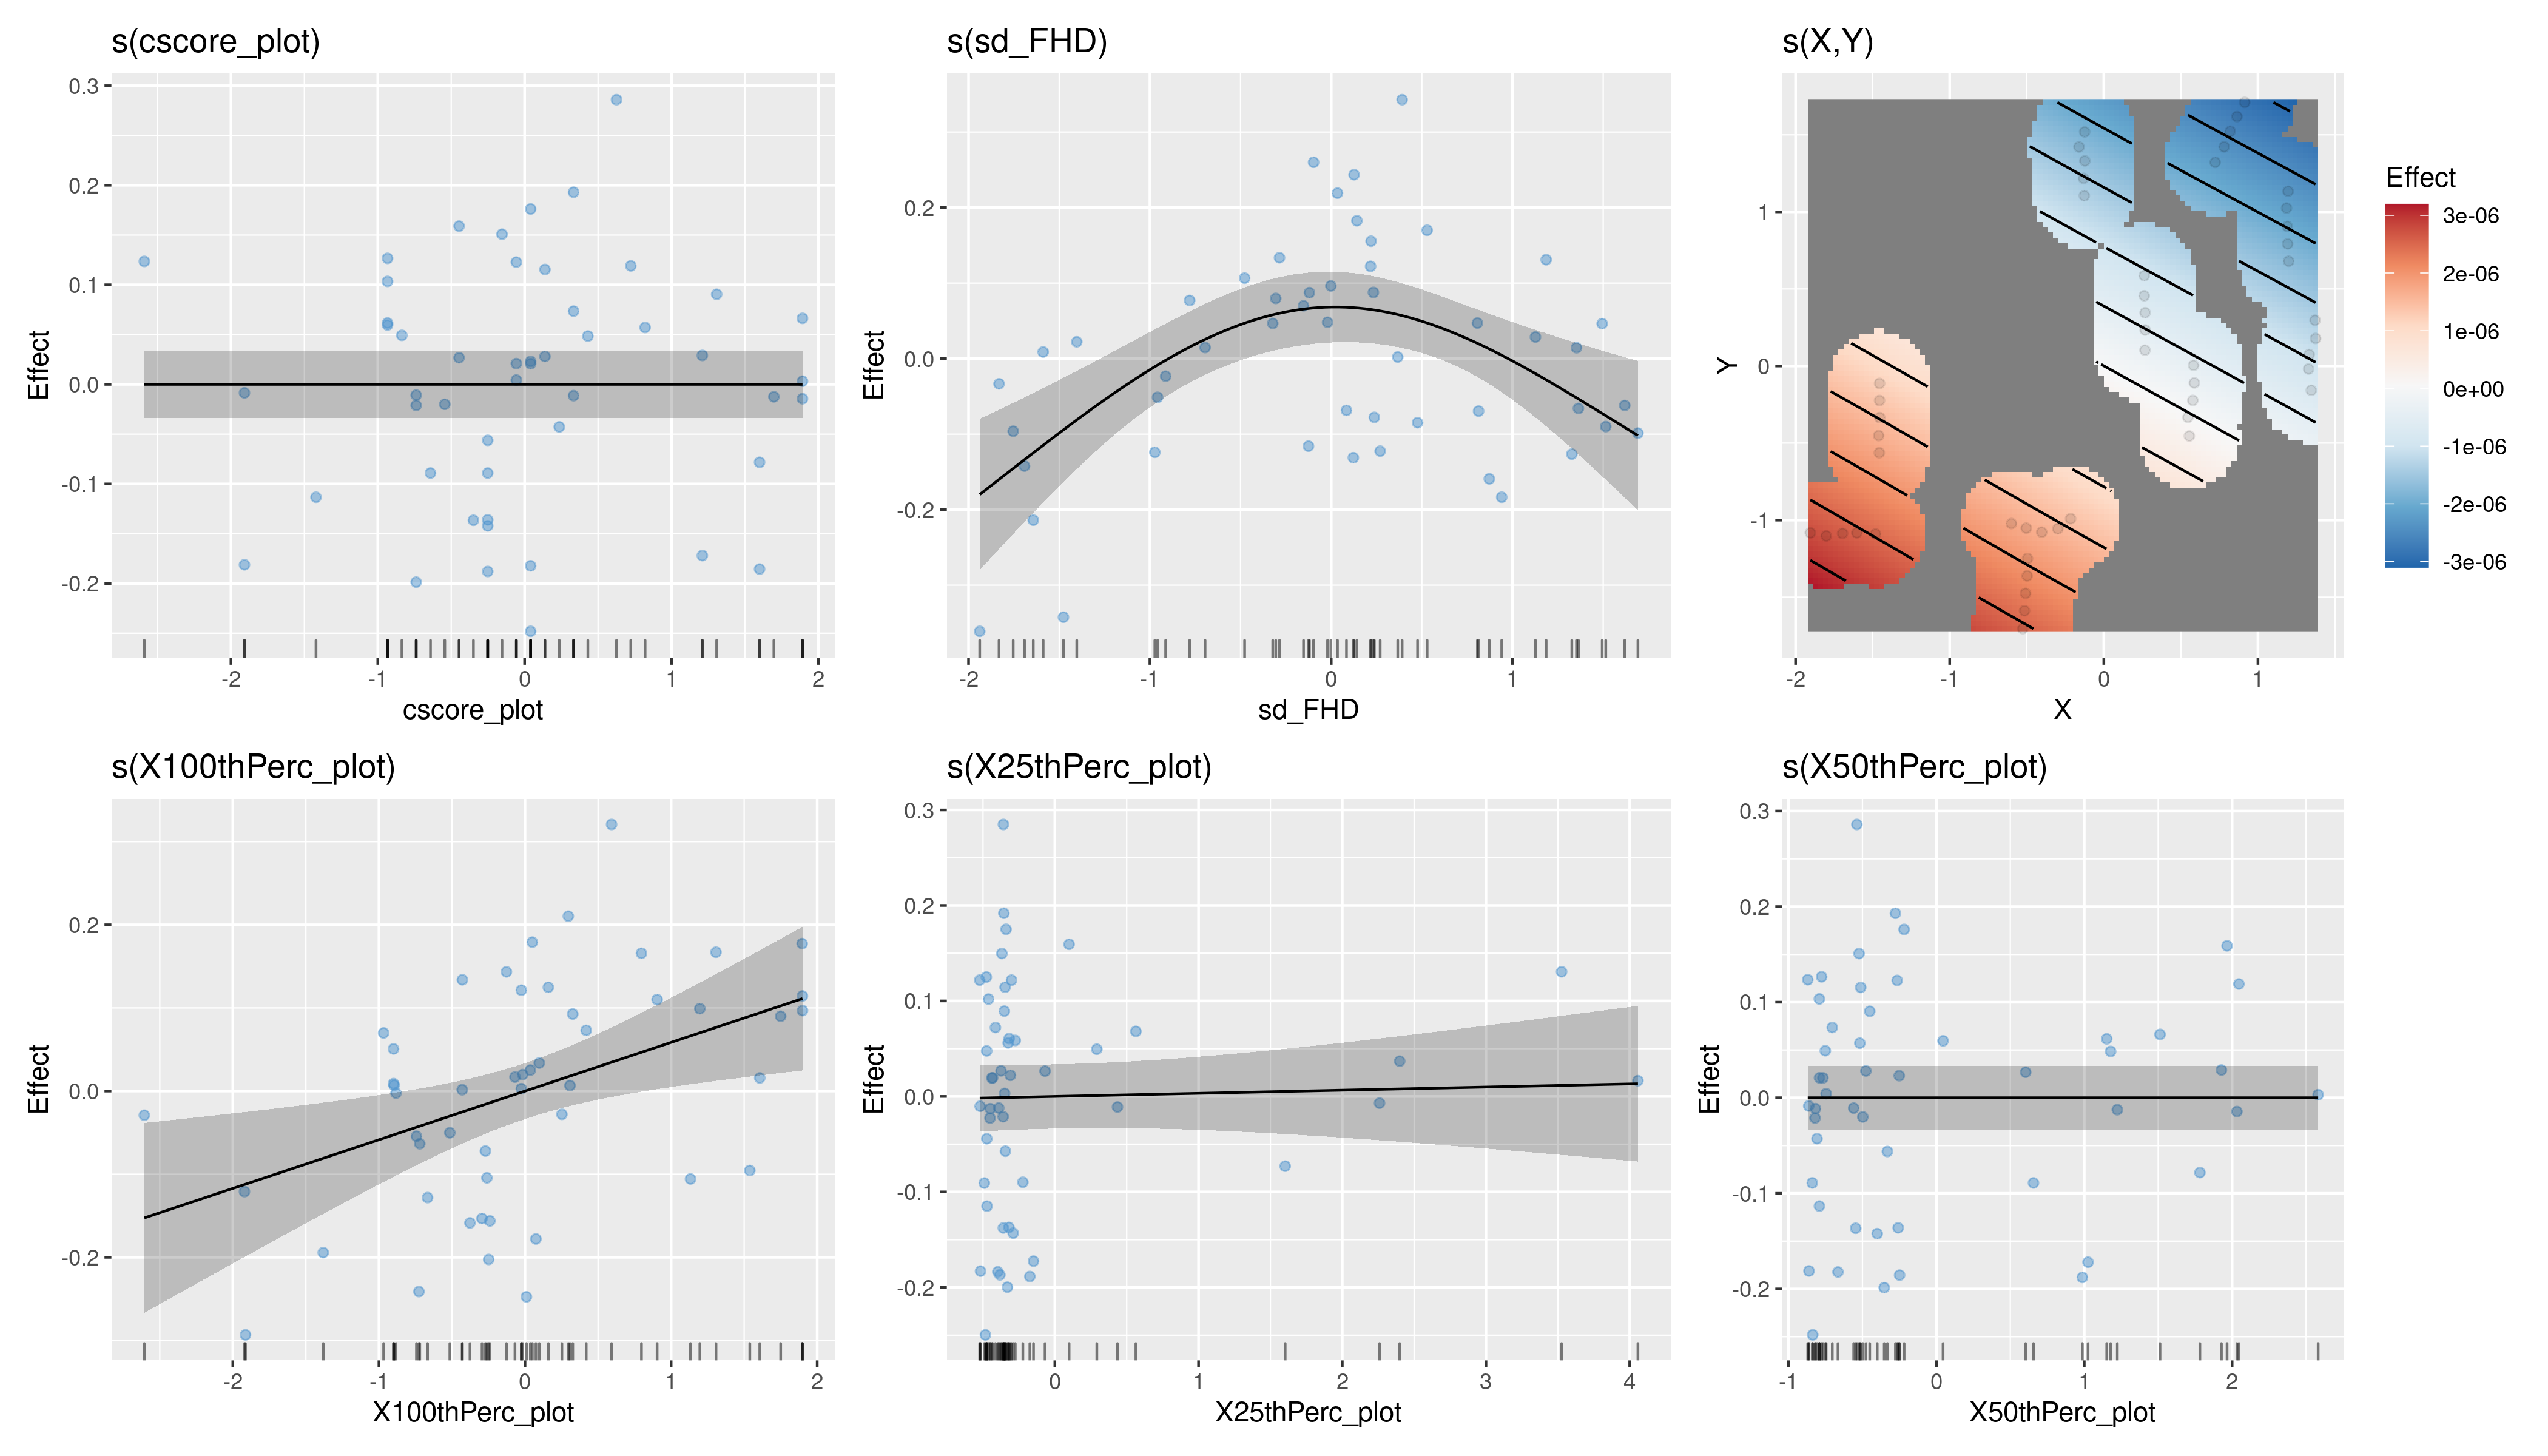 s(cscore_plot)
0.3
0.2
0.1
0.0
-0.1
-0.2
Effect
-2
-1
0
1
2
cscore_plot
s(sd_FHD)
0.2
0.0
-0.2
Effect
-2
-1
0
1
sd_FHD
s(X,Y)
1
0
-1
Y
-2
-1
0
1
X
Effect
3e-06
2e-06
1e-06
0e+00
-1e-06
-2e-06
-3e-06
s(X100thPerc_plot)
0.2
0.0
-0.2
Effect
-2
-1
0
1
2
X100thPerc_plot
s(X25thPerc_plot)
0.3
0.2
0.1
0.0
-0.1
-0.2
Effect
0
1
2
3
4
X25thPerc_plot
s(X50thPerc_plot)
0.3
0.2
0.1
0.0
-0.1
-0.2
Effect
-1
0
1
2
X50thPerc_plot